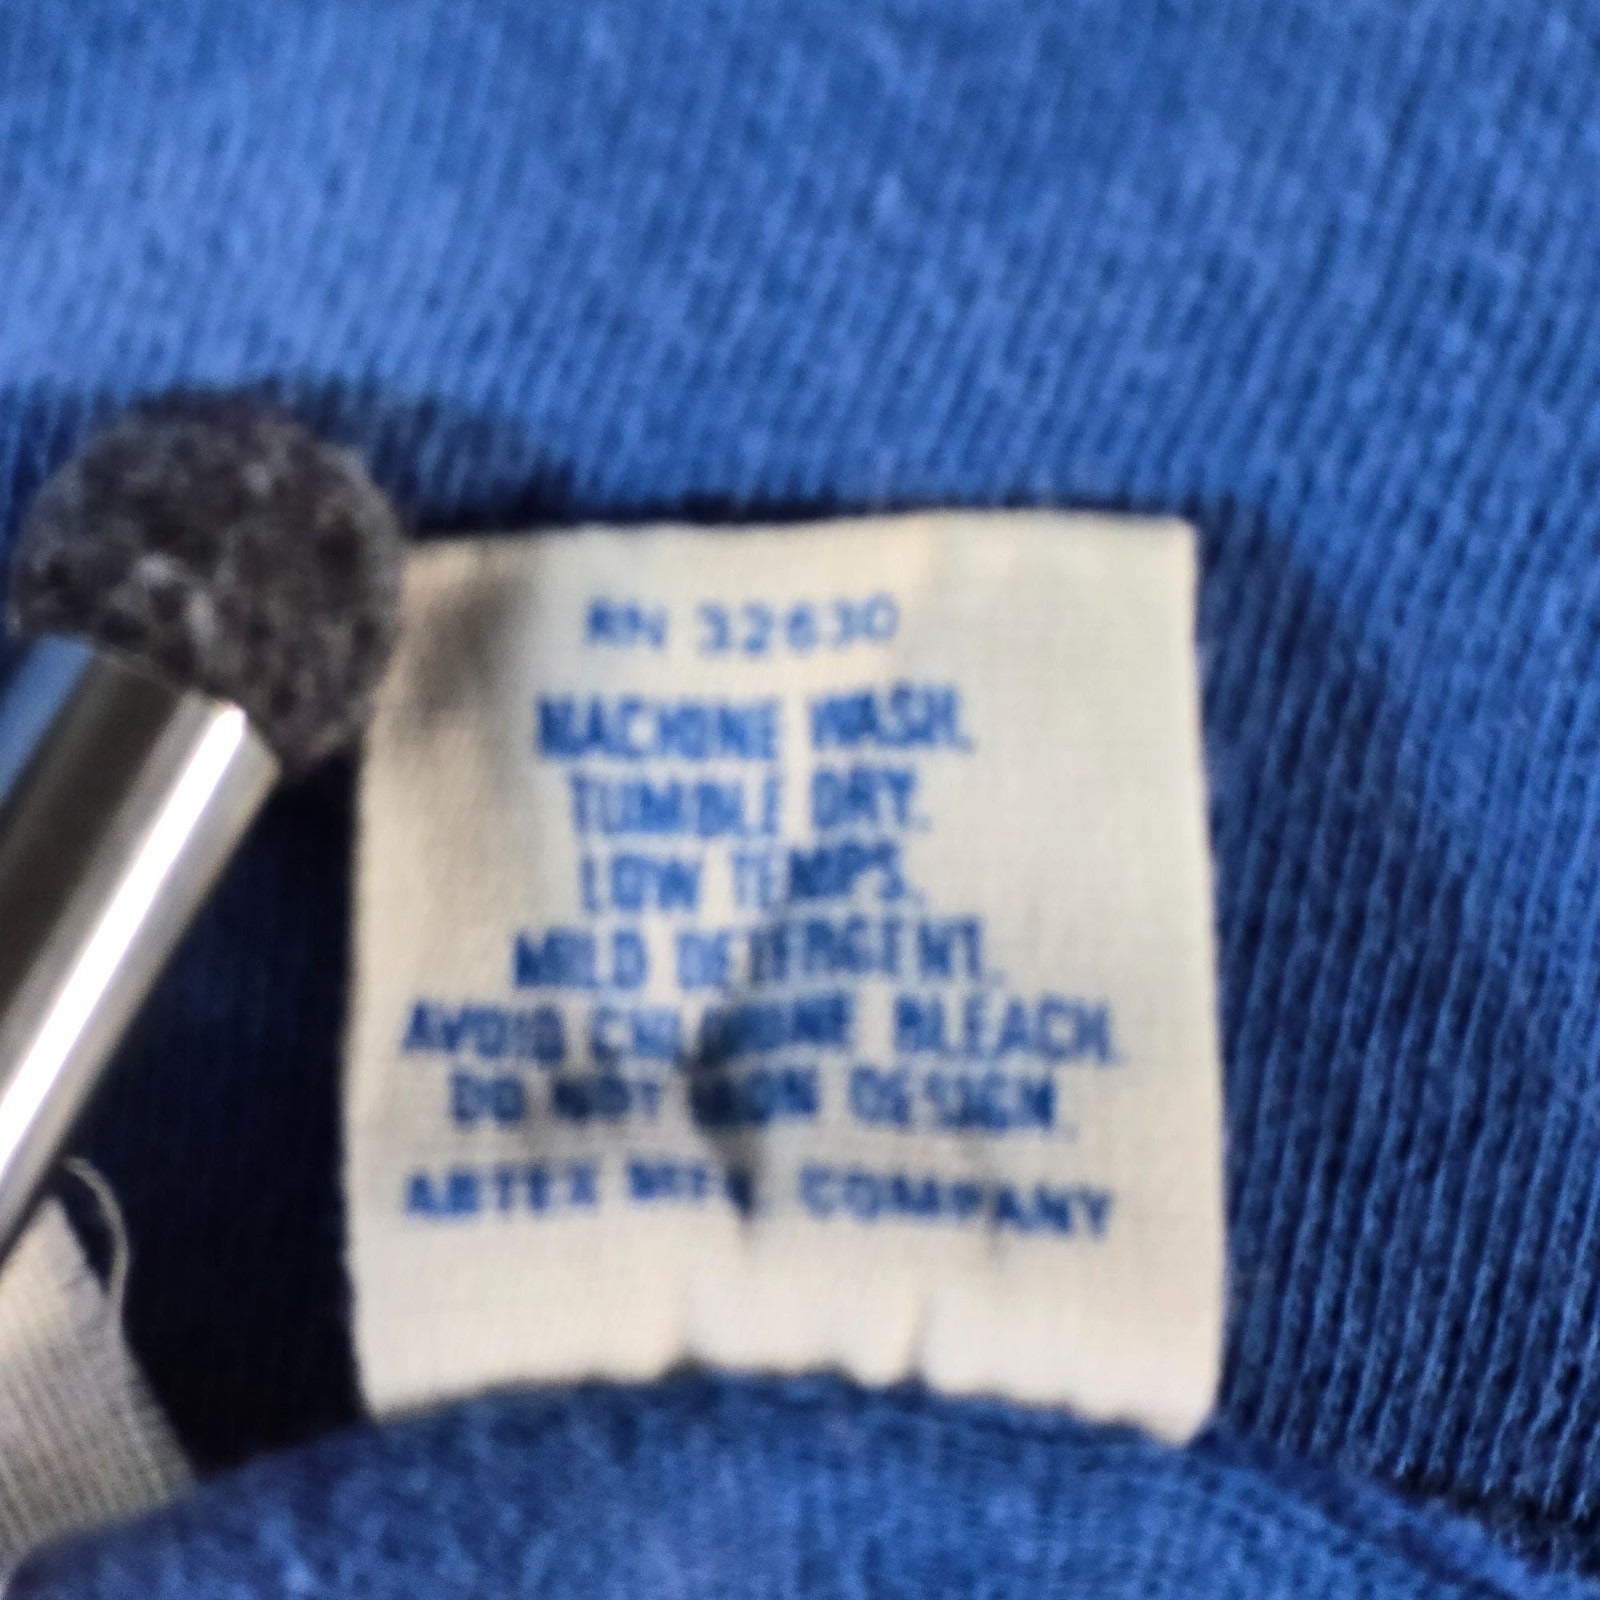 RN 32630
MACHINE WASH.
TUMBLE DRY.
LOW TEMPS.
MILD DETERGENT.
AVOID CHLORINE BLEACH.
DO NOT IRON DESIGN.
ARTEX MFG. COMPANY